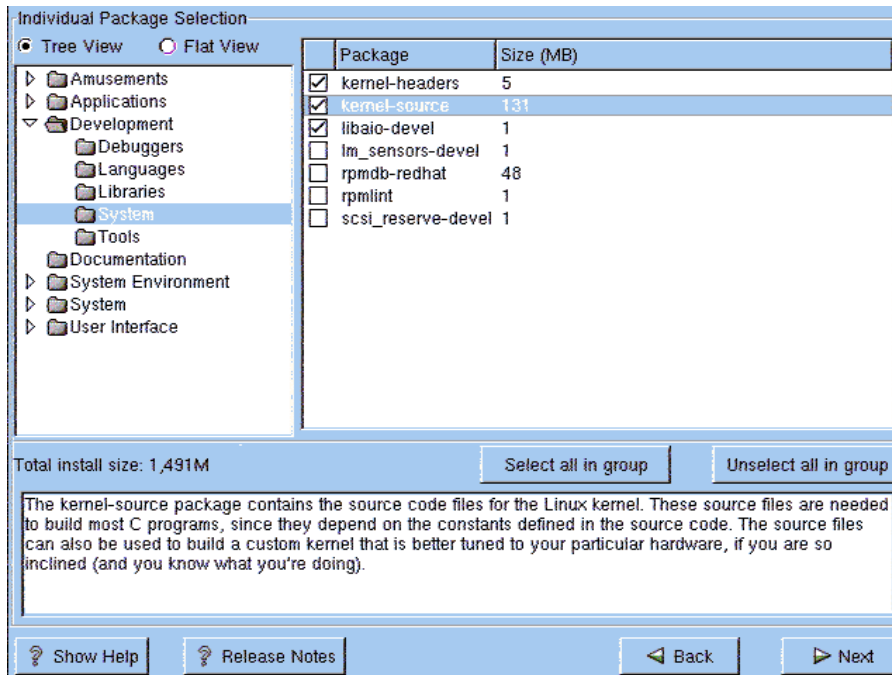 Individual Package Selection
Tree View Flat View
Amusements
Applications
Development
Debuggers
Languages
Libraries
System
Tools
Documentation
System Environment
System
User Interface
Package Size (MB)
kernel-headers 5
kernel-source 131
libaio-devel 1
lm_sensors-devel 1
rpmdb-redhat 48
rpmlint 1
scsi_reserve-devel 1
Total install size: 1,491M
Select all in group
Unselect all in group
The kernel-source package contains the source code files for the Linux kernel. These source files are needed
to build most C programs, since they depend on the constants defined in the source code. The source files
can also be used to build a custom kernel that is better tuned to your particular hardware, if you are so
inclined (and you know what you're doing).
Show Help
Release Notes
Back
Next